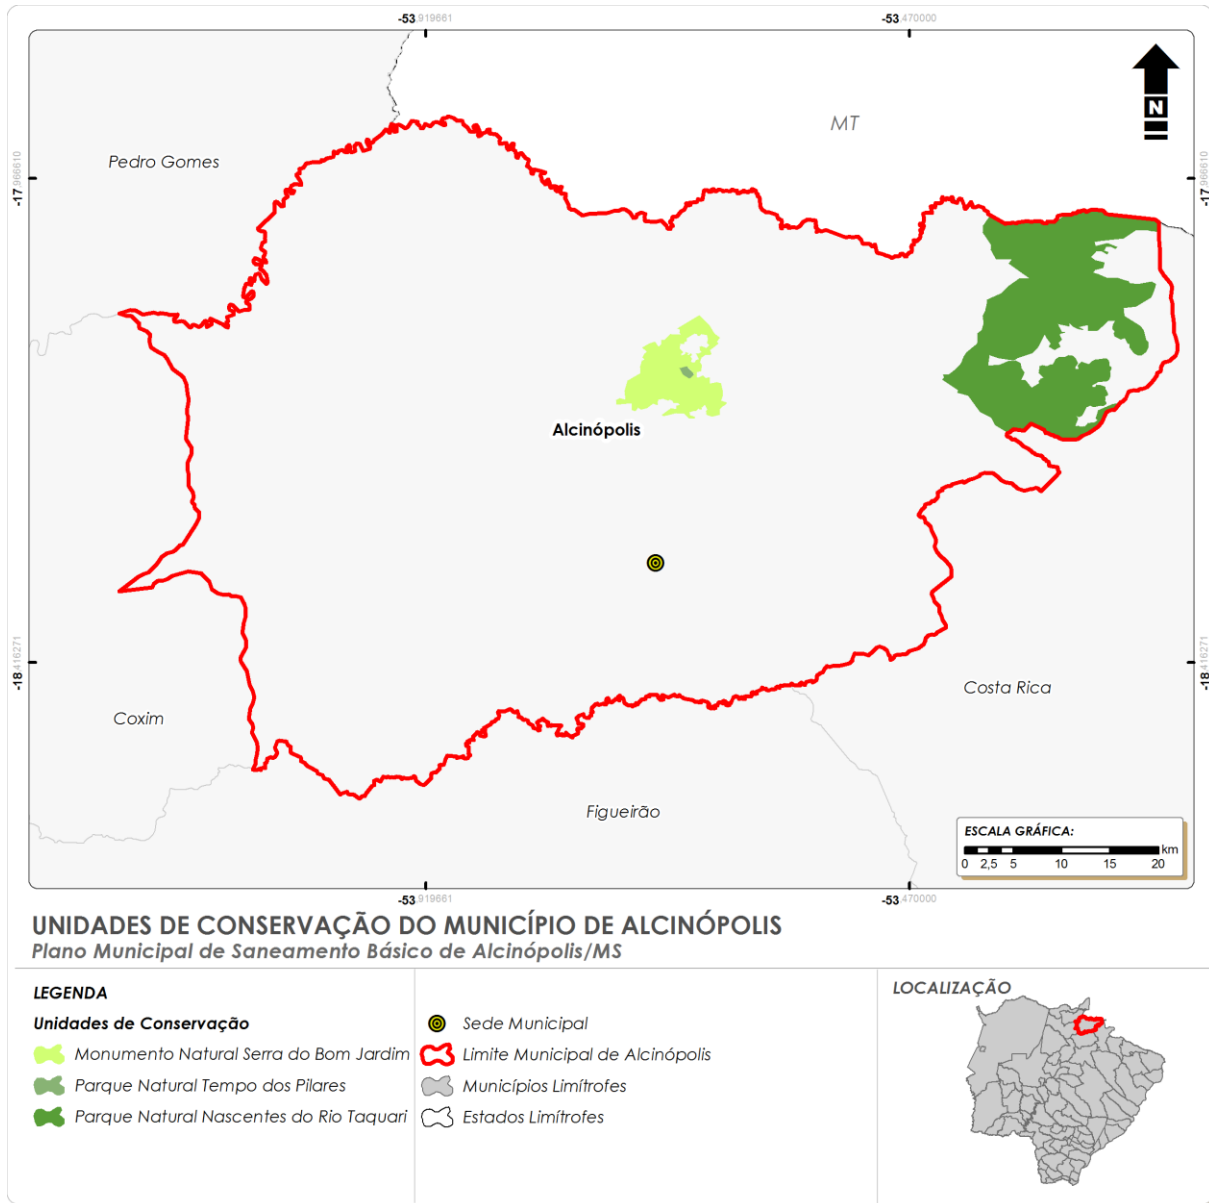 -53,919661
-53,470000
MT
N
Pedro Gomes
-17,966610
-17,966610
Alcinópolis
-18,416271
-18,416271
Costa Rica
Coxim
Figueirão
ESCALA GRÁFICA:
km
0 2,5 5 10 15 20
-53,919661
-53,470000
UNIDADES DE CONSERVAÇÃO DO MUNICÍPIO DE ALCINÓPOLIS
Plano Municipal de Saneamento Básico de Alcinópolis/MS
LEGENDA
Unidades de Conservação
Monumento Natural Serra do Bom Jardim
Parque Natural Tempo dos Pilares
Parque Natural Nascentes do Rio Taquari
Sede Municipal
Limite Municipal de Alcinópolis
Municípios Limítrofes
Estados Limítrofes
LOCALIZAÇÃO